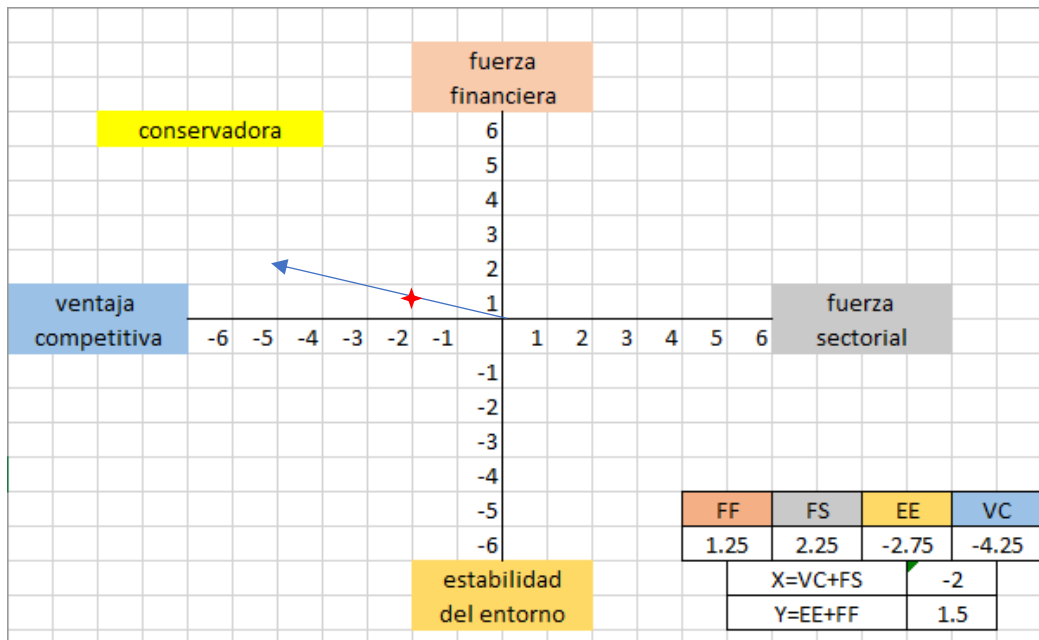 fuerza
financiera
conservadora
6
5
4
3
2
1
ventaja
competitiva
fuerza
sectorial
-6 -5 -4 -3 -2 -1 1 2 3 4 5 6
-1
-2
-3
-4
-5
-6
estabilidad
del entorno
FF FS EE VC
1.25 2.25 -2.75 -4.25
X=VC+FS -2
Y=EE+FF 1.5